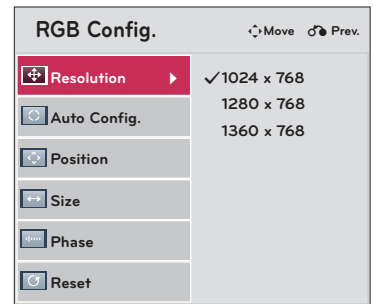 RGB Config.
Move Prev.
Resolution
Auto Config.
Position
Size
Phase
Reset
1024 x 768
1280 x 768
1360 x 768